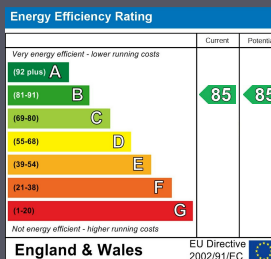 Energy Efficiency Rating
Current Potentia
Very energy efficient - lower running costs
(92 plus) A
(81-91) B 85 85
(69-80) C
(55-68) D
(39-54) E
(21-38) F
(1-20) G
Not energy efficient - higher running costs
England & Wales
EU Directive
2002/91/EC